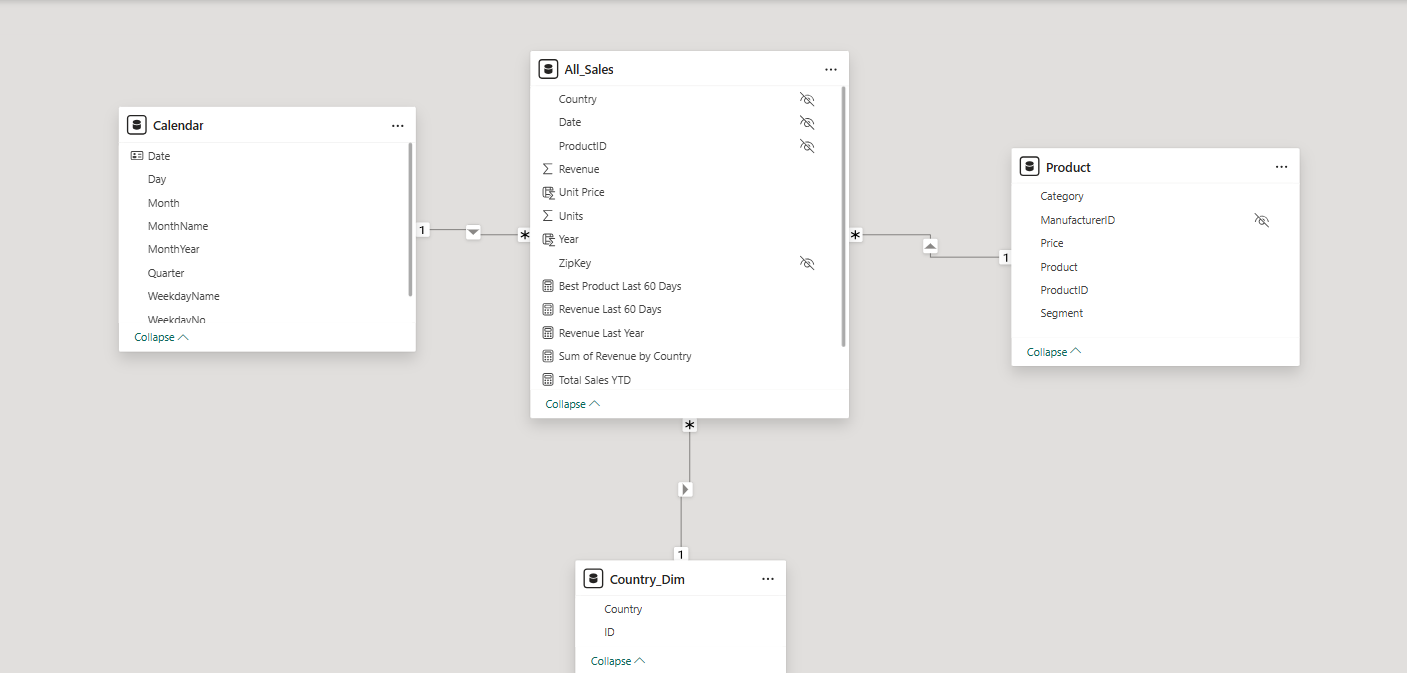 Calendar
Date
Day
Month
MonthName
MonthYear
Quarter
WeekdayName
WeekdayNo
Collapse
1
*
All_Sales
Country
Date
ProductID
Revenue
Unit Price
Units
Year
ZipKey
Best Product Last 60 Days
Revenue Last 60 Days
Revenue Last Year
Sum of Revenue by Country
Total Sales YTD
Collapse
*
1
Product
Category
ManufacturerID
Price
Product
ProductID
Segment
Collapse
*
1
Country_Dim
Country
ID
Collapse